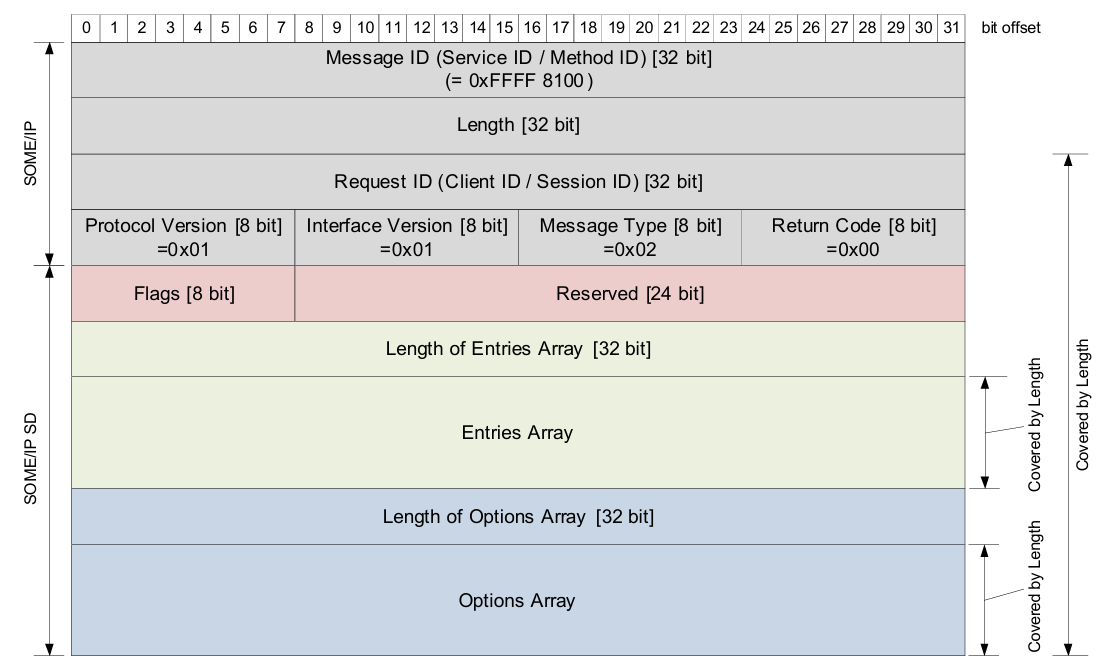 0 1 2 3 4 5 6 7 8 9 10 11 12 13 14 15 16 17 18 19 20 21 22 23 24 25 26 27 28 29 30 31 bit offset
Message ID (Service ID / Method ID) [32 bit]
(= 0xFFFF 8100)
Length [32 bit]
SOME/IP
Request ID (Client ID / Session ID) [32 bit]
Protocol Version [8 bit]
=0x01
Interface Version [8 bit]
=0x01
Message Type [8 bit]
=0x02
Return Code [8 bit]
=0x00
Flags [8 bit]
Reserved [24 bit]
Length of Entries Array [32 bit]
Entries Array
Covered by Length
Covered by Length
SOME/IP SD
Length of Options Array [32 bit]
Options Array
Covered by Length